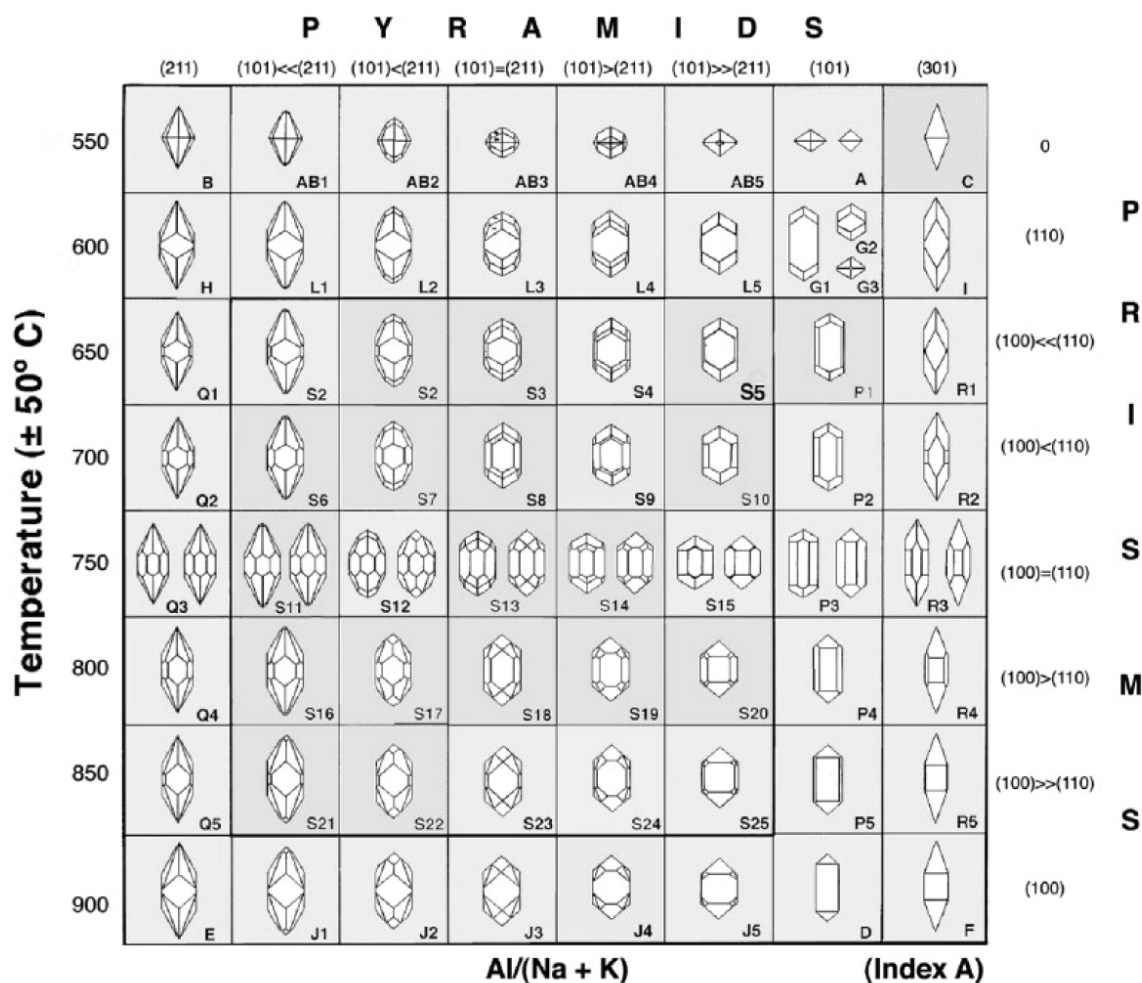 P Y R A M I D S
(211) (101)<<(211) (101)<(211) (101)=(211) (101)>(211) (101)>>(211) (101) (301)
550 B AB1 AB2 AB3 AB4 AB5 A C 0
600 H L1 L2 L3 L4 L5 G1 G2 G3 I (110)
650 Q1 S2 S2 S3 S4 S5 P1 R1 (100)<<(110)
700 Q2 S6 S7 S8 S9 S10 P2 R2 (100)<(110)
750 Q3 S11 S12 S13 S14 S15 P3 R3 (100)=(110)
800 Q4 S16 S17 S18 S19 S20 P4 R4 (100)>(110)
850 Q5 S21 S22 S23 S24 S25 P5 R5 (100)>>(110)
900 E J1 J2 J3 J4 J5 D F (100)
Temperature (± 50º C)
P R I S M S
Al/(Na + K) (Index A)